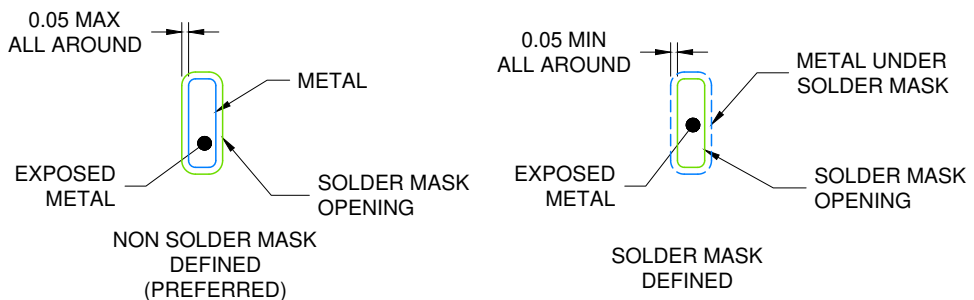 0.05 MAX
ALL AROUND
METAL
EXPOSED
METAL
SOLDER MASK
OPENING
NON SOLDER MASK
DEFINED
(PREFERRED)
0.05 MIN
ALL AROUND
METAL UNDER
SOLDER MASK
EXPOSED
METAL
SOLDER MASK
OPENING
SOLDER MASK
DEFINED